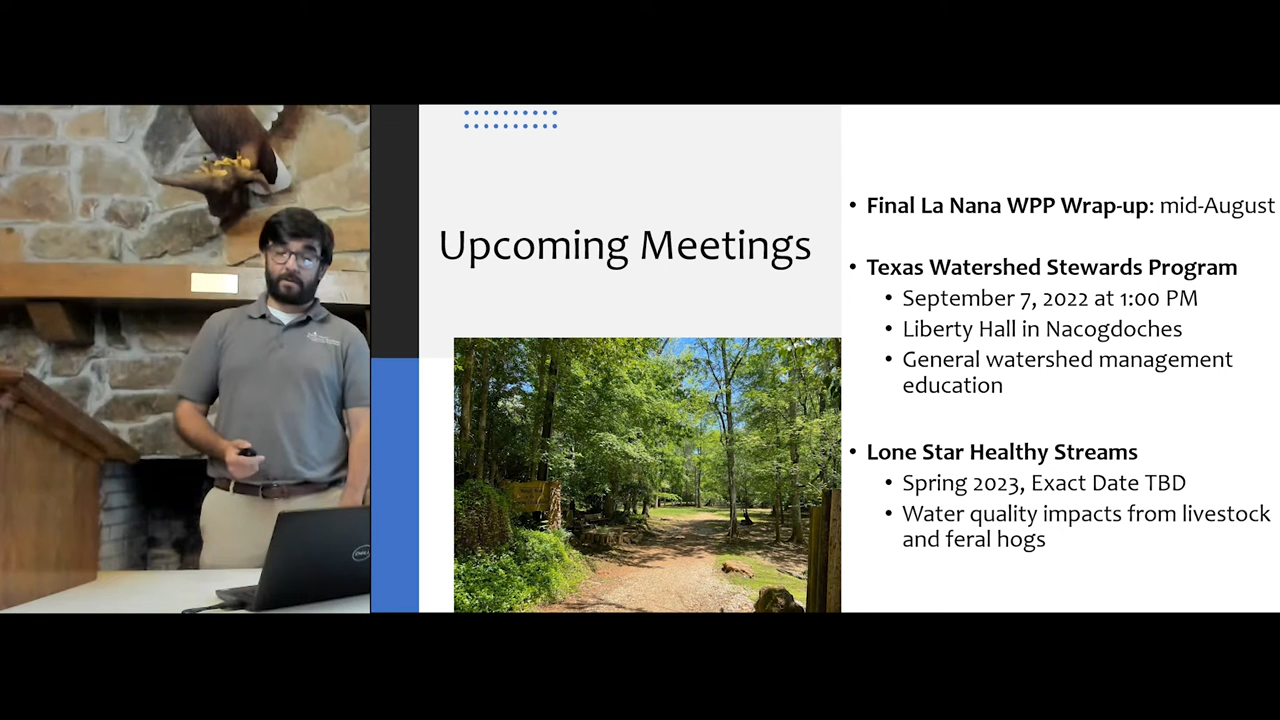 Upcoming Meetings
• Final La Nana WPP Wrap-up: mid-August
• Texas Watershed Stewards Program
• September 7, 2022 at 1:00 PM
• Liberty Hall in Nacogdoches
• General watershed management
education
• Lone Star Healthy Streams
• Spring 2023, Exact Date TBD
• Water quality impacts from livestock
and feral hogs
DELL